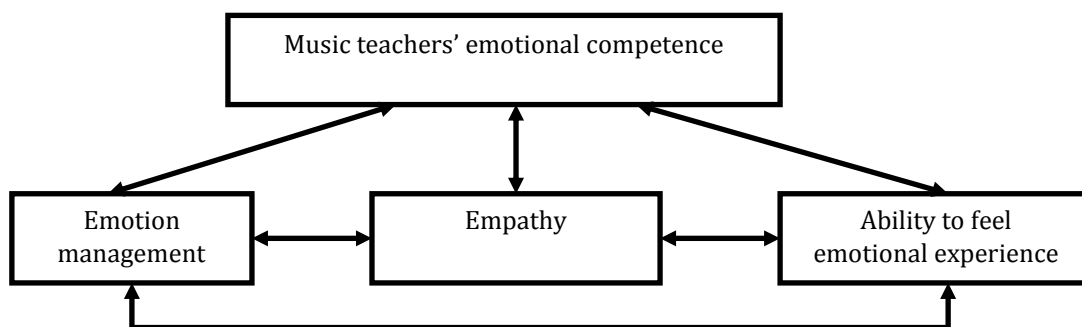 Music teachers’ emotional competence
Emotion
management
Empathy
Ability to feel
emotional experience